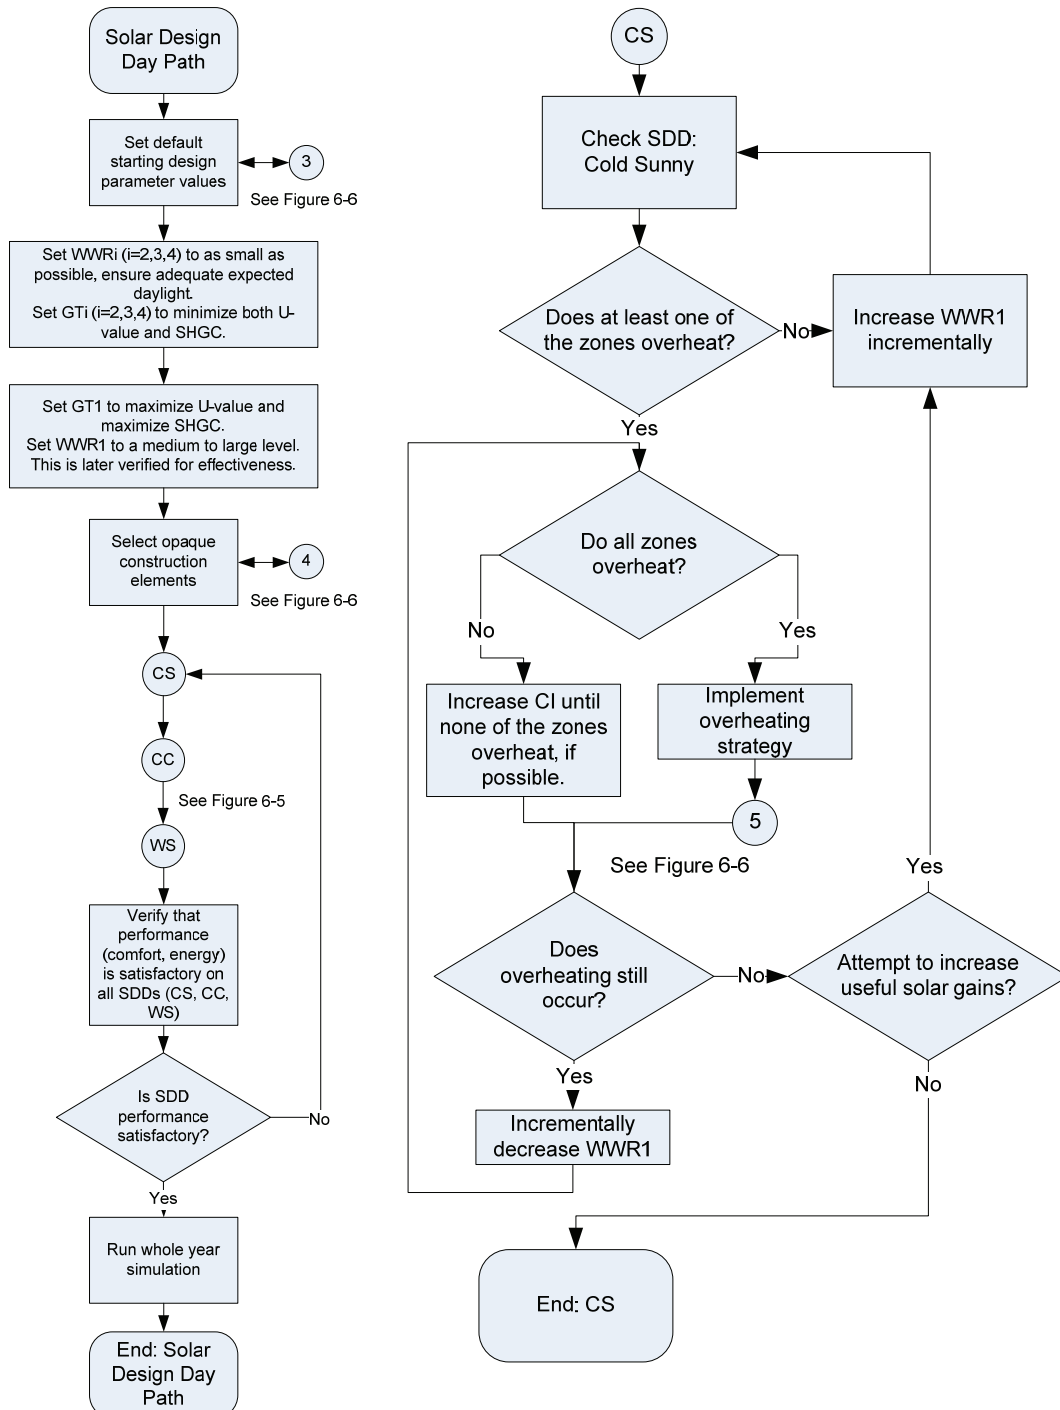 Solar Design
Day Path
Set default
starting design
parameter values
3
See Figure 6-6
Set WWRi (i=2,3,4) to as small as
possible, ensure adequate expected
daylight.
Set GTi (i=2,3,4) to minimize both U-
value and SHGC.
Set GT1 to maximize U-value and
maximize SHGC.
Set WWR1 to a medium to large level.
This is later verified for effectiveness.
Select opaque
construction
elements
4
See Figure 6-6
CS
CC
See Figure 6-5
WS
Verify that
performance
(comfort, energy)
is satisfactory on
all SDDs (CS, CC,
WS)
Is SDD
performance
satisfactory?
No
Yes
Run whole year
simulation
End: Solar
Design Day
Path
CS
Check SDD:
Cold Sunny
Does at least one of
the zones overheat?
No
Increase WWR1
incrementally
Yes
Do all zones
overheat?
No
Yes
Increase CI until
none of the zones
overheat, if
possible.
Implement
overheating
strategy
5
See Figure 6-6
Does
overheating still
occur?
No
Attempt to increase
useful solar gains?
Yes
No
Yes
Incrementally
decrease WWR1
End: CS